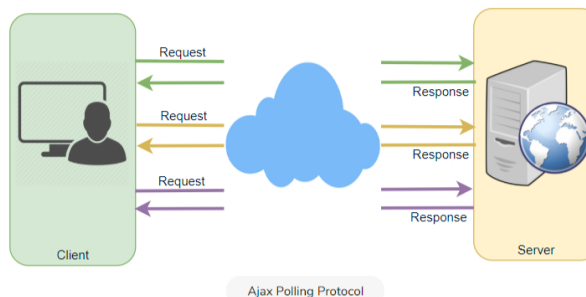 Request
Response
Request
Response
Request
Response
Client
Server
Ajax Polling Protocol